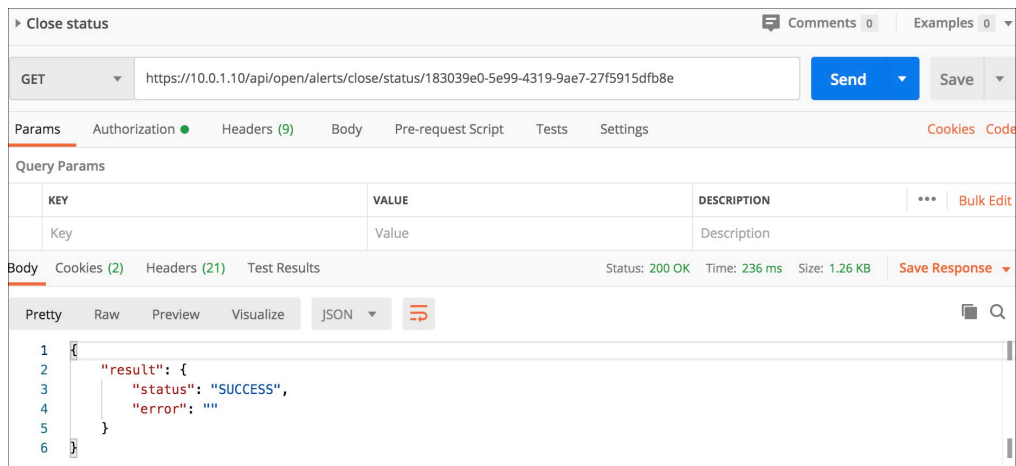 Close status Comments 0 Examples 0
GET https://10.0.1.10/api/open/alerts/close/status/183039e0-5e99-4319-9ae7-27f5915dfb8e Send Save
Params Authorization Headers (9) Body Pre-request Script Tests Settings Cookies Code
Query Params
KEY VALUE DESCRIPTION ••• Bulk Edit
Key Value Description
Body Cookies (2) Headers (21) Test Results Status: 200 OK Time: 236 ms Size: 1.26 KB Save Response
Pretty Raw Preview Visualize JSON
1 {
2 "result": {
3 "status": "SUCCESS",
4 "error": ""
5 }
6 }